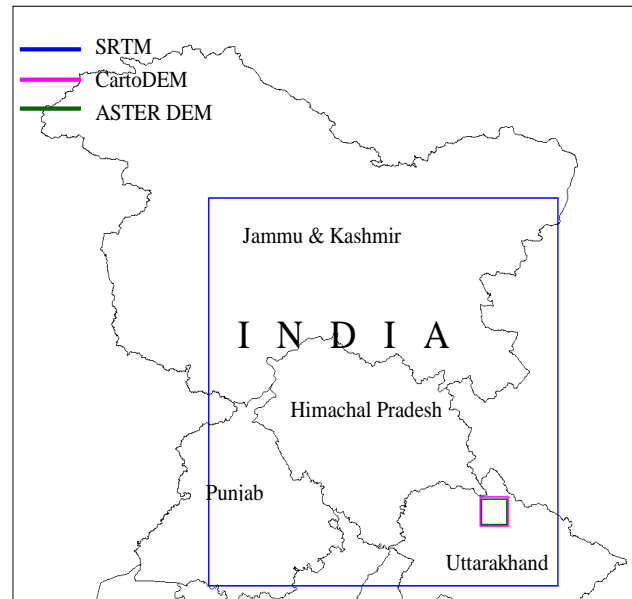 SRTM
CartoDEM
ASTER DEM
Jammu & Kashmir
I N D I A
Himachal Pradesh
Punjab
Uttarakhand